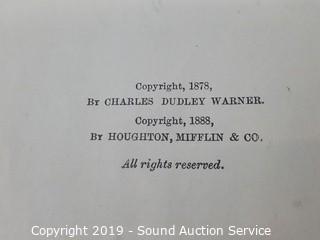 Copyright, 1878,
BY CHARLES DUDLEY WARNER.
Copyright, 1888,
BY HOUGHTON, MIFFLIN & CO.
All rights reserved.
Copyright 2019 - Sound Auction Service